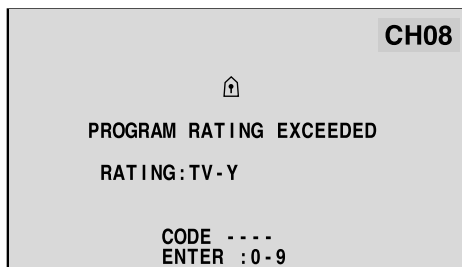 CH08
PROGRAM RATING EXCEEDED
RATING:TV-Y
CODE ----
ENTER :0-9